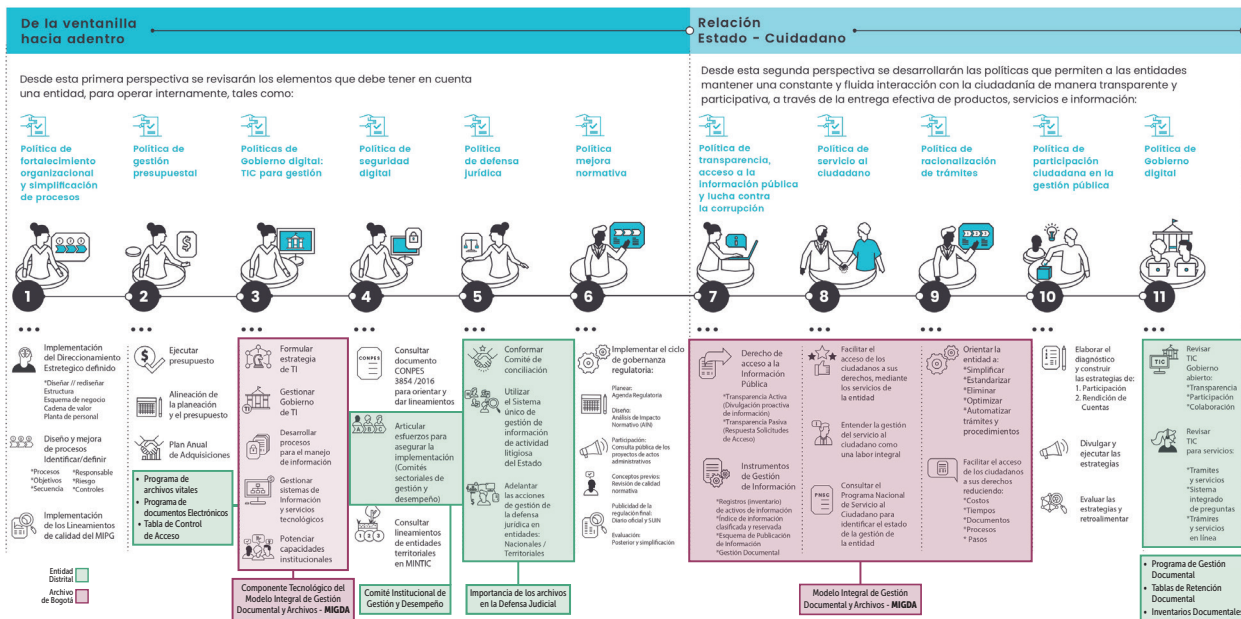 De la ventanilla
hacia adentro
Relación
Estado - Cuidadano
Desde esta primera perspectiva se revisarán los elementos que debe tener en cuenta
una entidad, para operar internamente, tales como:
Desde esta segunda perspectiva se desarrollarán las políticas que permiten a las entidades
mantener una constante y fluida interacción con la ciudadanía de manera transparente y
participativa, a través de la entrega efectiva de productos, servicios e información:
Política de
fortalecimiento
organizacional
y simplificación
de procesos
Política de
gestión
presupuestal
Políticas de
Gobierno digital:
TIC para gestión
Política de
seguridad
digital
Política
de defensa
jurídica
Política
mejora
normativa
Política de
transparencia,
acceso a la
información pública
y lucha contra
la corrupción
Política de
servicio al
ciudadano
Política de
racionalización
de trámites
Política de
participación
ciudadana en la
gestión pública
Política de
Gobierno
digital
1
2
3
4
5
6
7
8
9
10
11
Implementación
del Direccionamiento
Estrategico definido
*Diseñar // rediseñar
Estructura
Esquema de negocio
Cadena de valor
Planta de personal
Diseño y mejora
de procesos
Identificar/definir
*Procesos *Responsable
*Objetivos *Riesgo
*Secuencia *Controles
Implementación
de los Lineamientos
de calidad del MIPG
Ejecutar
presupuesto
Alineación de
la planeación
y el presupuesto
Plan Anual
de Adquisiciones
• Programa de
archivos vitales
• Programa de
documentos Electrónicos
• Tabla de Control
de Acceso
Formular
estrategia
de TI
Gestionar
Gobierno
de TI
TI
Desarrollar
procesos
para el manejo
de información
Gestionar
sistemas de
Información
y servicios
tecnológicos
Potenciar
capacidades
institucionales
Componente Tecnológico del
Modelo Integral de Gestión
Documental y Archivos - MIGDA
CONPES
Consultar
documento
CONPES
3854 /2016
para orientar y
dar lineamientos
A B C
Articular
esfuerzos para
asegurar la
implementación
(Comités
sectoriales de
gestión y
desempeño)
1 2 3
Consultar
lineamientos
de entidades
territoriales
en MINTIC
Comité Institucional de
Gestión y Desempeño
Conformar
Comité de
conciliación
Utilizar
el Sistema
único de
gestión de
información
de actividad
litigiosa
del Estado
Adelantar
las acciones
de gestión de la
defensa jurídica
en entidades:
Nacionales /
Territoriales
Importancia de los archivos
en la Defensa Judicial
Implementar el ciclo
de gobernanza
regulatoria:
Planear:
Agenda Regulatoria
Diseño:
Análisis de Impacto
Normativo (AIN)
Participación:
Consulta pública de los
proyectos de actos
administrativos
Conceptos previos:
Revisión de calidad
normativa
Publicidad de la
regulación final:
Diario oficial y SUIN
Evaluación:
Posterior y simplificación
Derecho de
acceso a la
Información
Pública
*Transparencia Activa
(Divulgación proactiva
de información)
*Transparencia Pasiva
(Respuesta Solicitudes
de Acceso)
Instrumentos
de Gestión
de Información
*Registros (inventario)
de activos de información
*Índice de Información
clasificada y reservada
*Esquema de Publicación
de Información
*Gestión Documental
Facilitar el
acceso de los
ciudadanos a
sus derechos,
mediante
los servicios de
la entidad
Entender la gestión
del servicio al
ciudadano como
una labor integral
PNSC
Consultar el
Programa Nacional
de Servicio al
Ciudadano para
identificar el estado
de la gestión de
la entidad
Orientar la
entidad a:
*Simplificar
*Estandarizar
*Eliminar
*Optimizar
*Automatizar
trámites y
procedimientos
Facilitar el acceso
de los ciudadanos
a sus derechos
reduciendo:
*Costos
*Tiempos
*Documentos
*Procesos
* Pasos
Modelo Integral de Gestión
Documental y Archivos - MIGDA
Elaborar el
diagnóstico
y construir
las estrategias de:
1. Participación
2. Rendición de
Cuentas
Divulgar y
ejecutar las
estrategias
Evaluar las
estrategias y
retroalimentar
TIC
Revisar
TIC
Gobierno
abierto:
*Transparencia
*Participación
*Colaboración
Revisar
TIC
para servicios:
*Tramites
y servicios
*Sistema
integrado
de preguntas
*Trámires
y servicios
en línea
• Programa de Gestión
Documental
• Tablas de Retención
Documental
• Inventarios Documentales
Entidad
Distrital
Archivo
de Bogotá